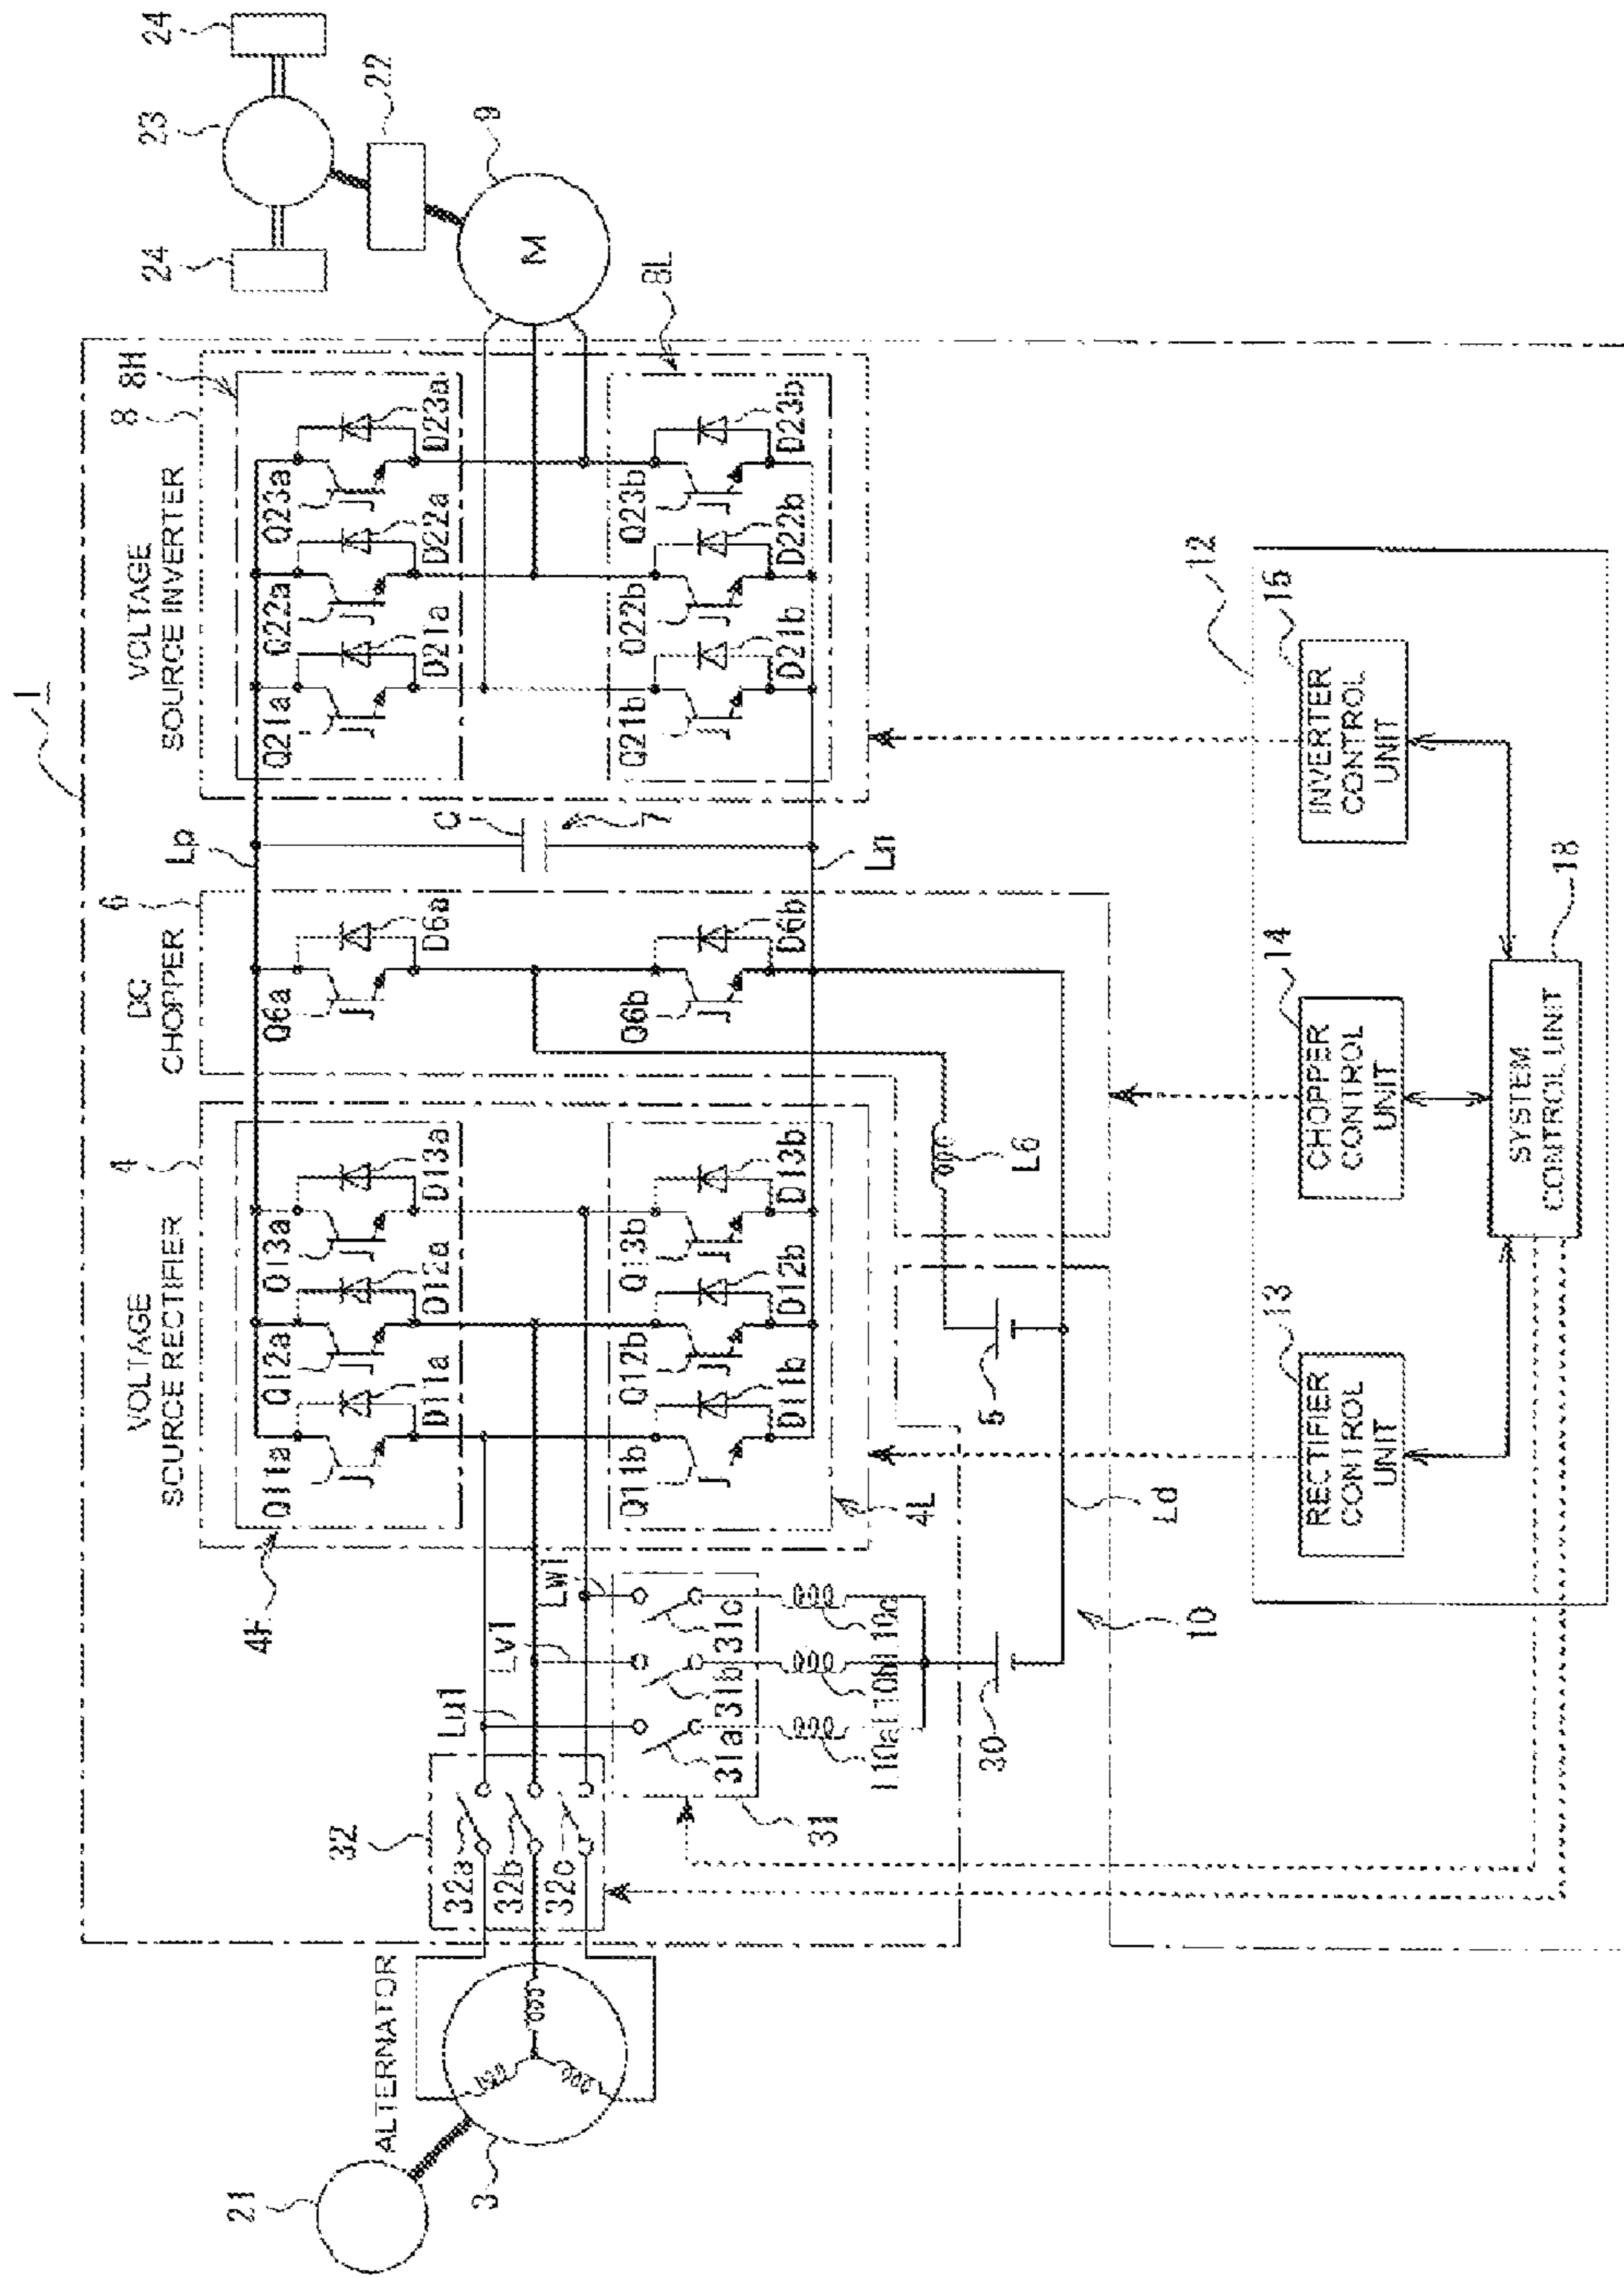 1
VOLTAGE
SCURCE RECTIFIER
4
DC
CHOPPER
6
VOLTAGE
SOURCE INVERTER
8
8H
24
23
24
22
9
M
8L
Lp
C
7
Ln
Q11a
Q12a
Q13a
D11a
D12a
D13a
Q11b
Q12b
Q13b
D11b
D12b
D13b
4L
Q6a
D6a
Q6b
D6b
Q21a
Q22a
Q23a
D21a
D22a
D23a
Q21b
Q22b
Q23b
D21b
D22b
D23b
ALTERNATOR
21
3
32
32a
32b
32c
Lu1
Lv1
Lw1
31a
31b
31c
31
30
10
5
L6
Ld
12
13
RECTIFIER
CONTROL
UNIT
14
CHOPPER
CONTROL
UNIT
INVERTER
CONTROL
UNIT
SYSTEM
CONTROL UNIT
18